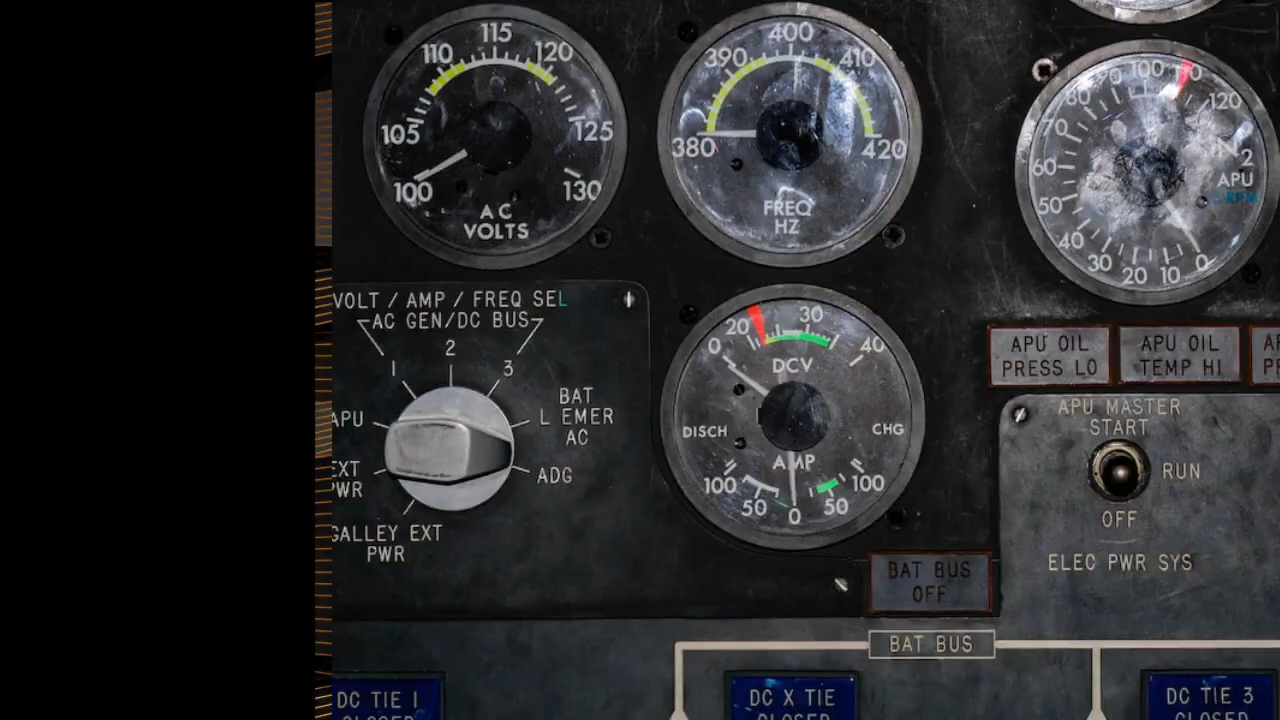 115
110
120
105
125
100
130
AC
VOLTS
400
390
410
380
420
FREQ
HZ
100
120
80
70
60
50
40
30
20
10
0
2
APU
VOLT / AMP / FREQ SEL
AC GEN/DC BUS
1
2
3
APU
BAT
L EMER
AC
EXT
PWR
ADG
GALLEY EXT
PWR
20
30
0
40
DCV
DISCH
CHG
AMP
100
50
0
50
100
APU OIL
PRESS LO
APU OIL
TEMP HI
APU MASTER
START
RUN
OFF
ELEC PWR SYS
BAT BUS
OFF
BAT BUS
DC TIE 1
CLOSED
DC X TIE
CLOSED
DC TIE 3
CLOSED